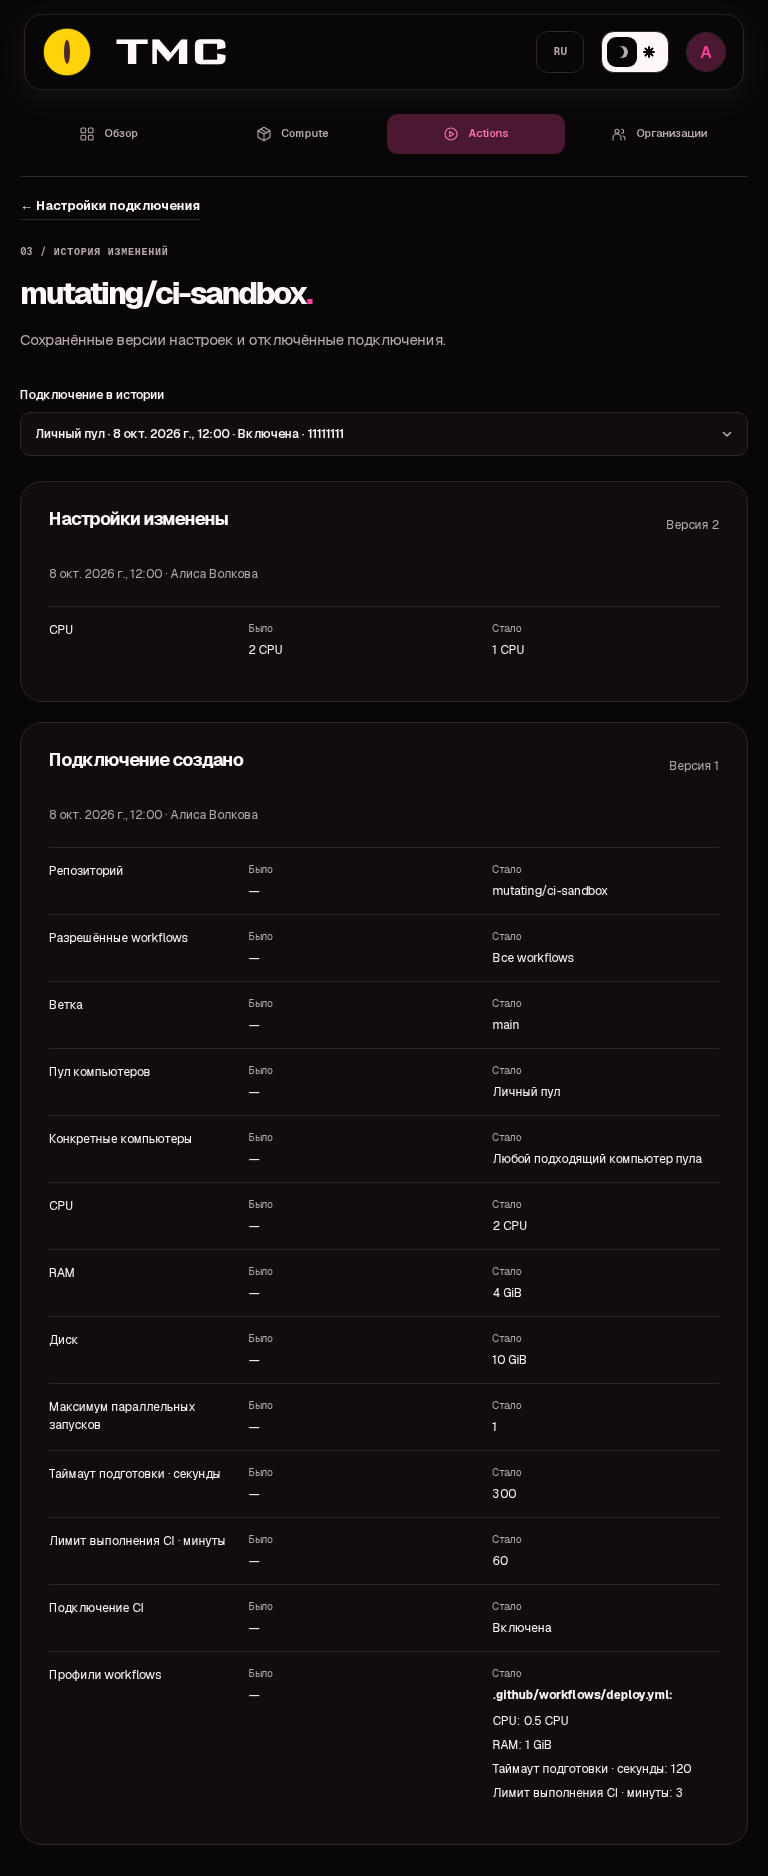 TMC
RU
A
Обзор
Compute
Actions
Организации
← Настройки подключения
03 / ИСТОРИЯ ИЗМЕНЕНИЙ
mutating/ci-sandbox.
Сохранённые версии настроек и отключённые подключения.
Подключение в истории
Личный пул · 8 окт. 2026 г., 12:00 · Включена · 11111111
Настройки изменены
Версия 2
8 окт. 2026 г., 12:00 · Алиса Волкова
CPU
Было
Стало
2 CPU
1 CPU
Подключение создано
Версия 1
8 окт. 2026 г., 12:00 · Алиса Волкова
Репозиторий
Было
Стало
—
mutating/ci-sandbox
Разрешённые workflows
Было
Стало
—
Все workflows
Ветка
Было
Стало
—
main
Пул компьютеров
Было
Стало
—
Личный пул
Конкретные компьютеры
Было
Стало
—
Любой подходящий компьютер пула
CPU
Было
Стало
—
2 CPU
RAM
Было
Стало
—
4 GiB
Диск
Было
Стало
—
10 GiB
Максимум параллельных
запусков
Было
Стало
—
1
Таймаут подготовки · секунды
Было
Стало
—
300
Лимит выполнения CI · минуты
Было
Стало
—
60
Подключение CI
Было
Стало
—
Включена
Профили workflows
Было
Стало
—
.github/workflows/deploy.yml:
CPU: 0.5 CPU
RAM: 1 GiB
Таймаут подготовки · секунды: 120
Лимит выполнения CI · минуты: 3